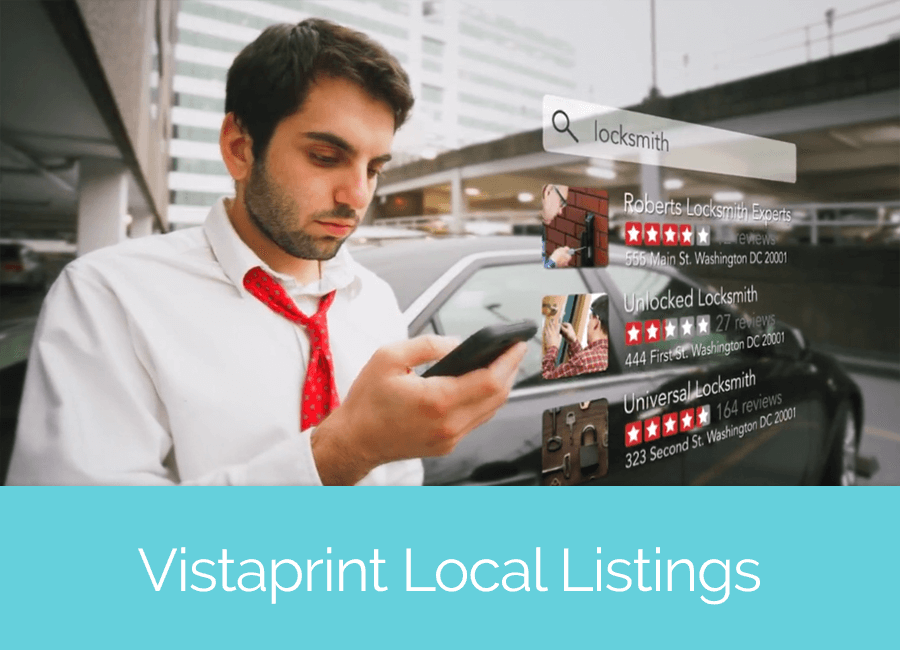 locksmith
Roberts Locksmith Experts
reviews
555 Main St. Washington DC 20001
Unlocked Locksmith
27 reviews
444 First St. Washington DC 20001
Universal Locksmith
164 reviews
323 Second St. Washington DC 20001
Vistaprint Local Listings